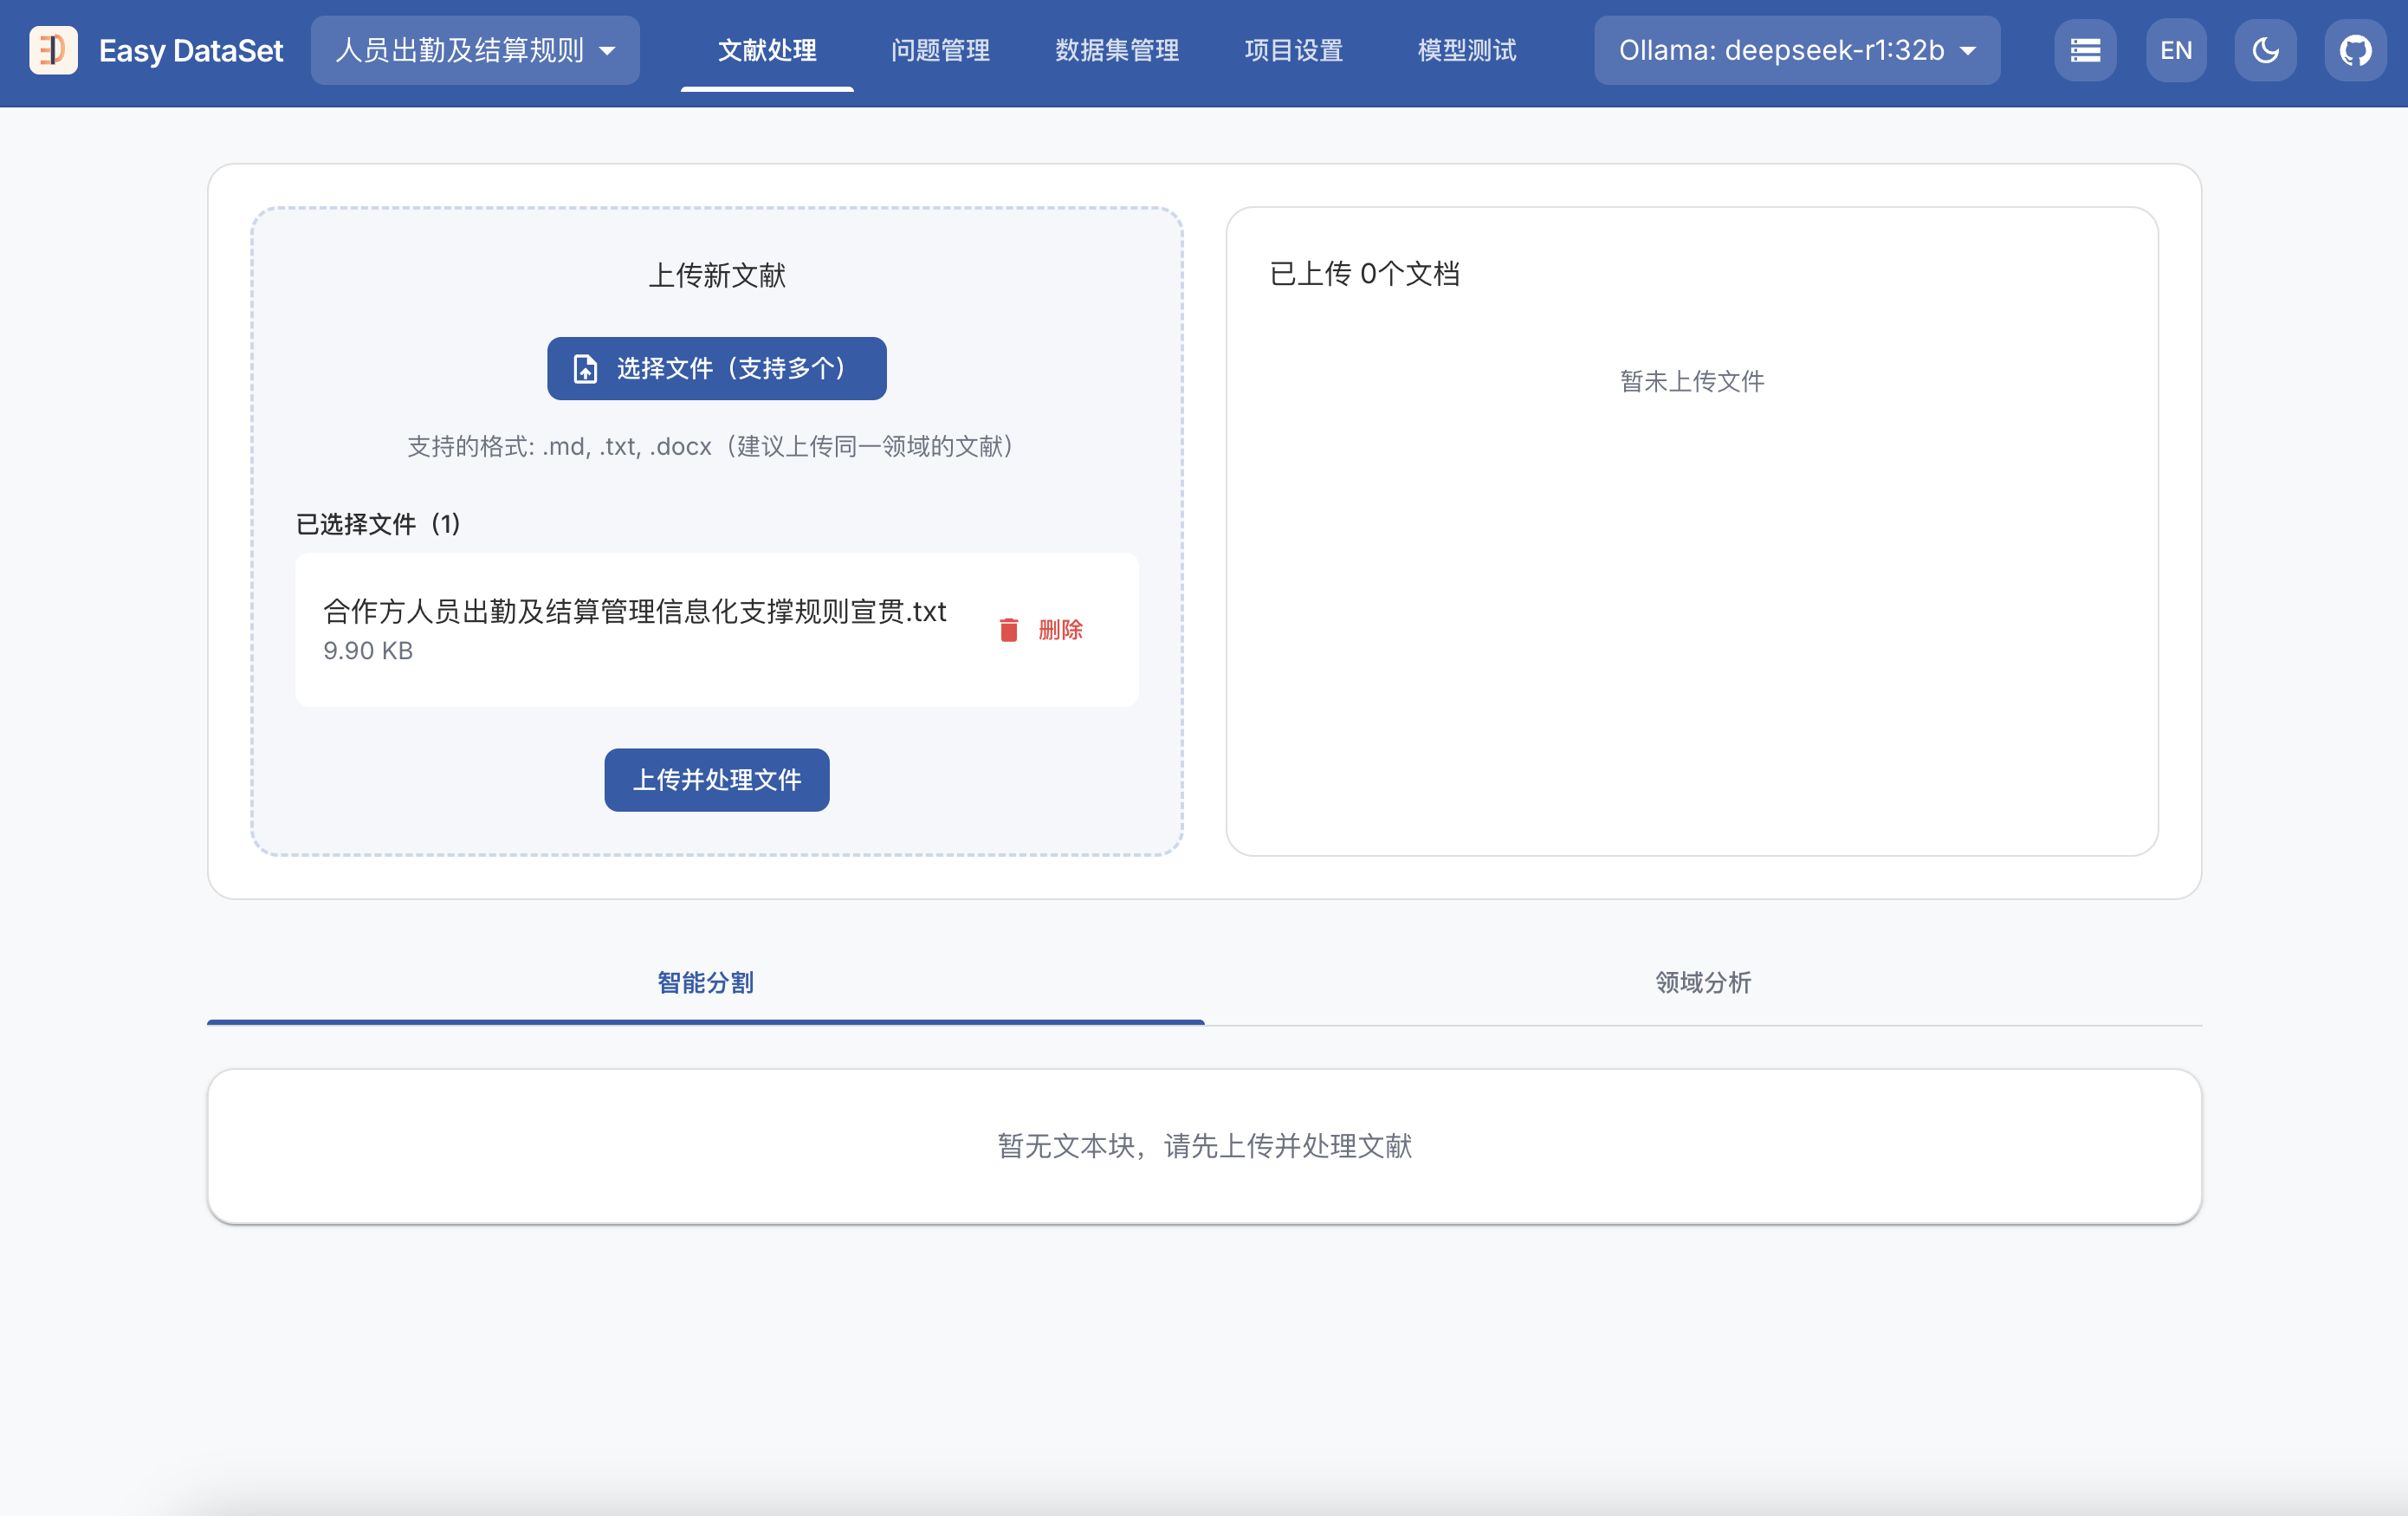 Easy DataSet
人员出勤及结算规则
文献处理
问题管理
数据集管理
项目设置
模型测试
Ollama: deepseek-r1:32b
EN
上传新文献
选择文件（支持多个）
支持的格式: .md, .txt, .docx（建议上传同一领域的文献）
已选择文件（1）
合作方人员出勤及结算管理信息化支撑规则宣贯.txt
9.90 KB
删除
上传并处理文件
已上传 0个文档
暂未上传文件
智能分割
领域分析
暂无文本块，请先上传并处理文献